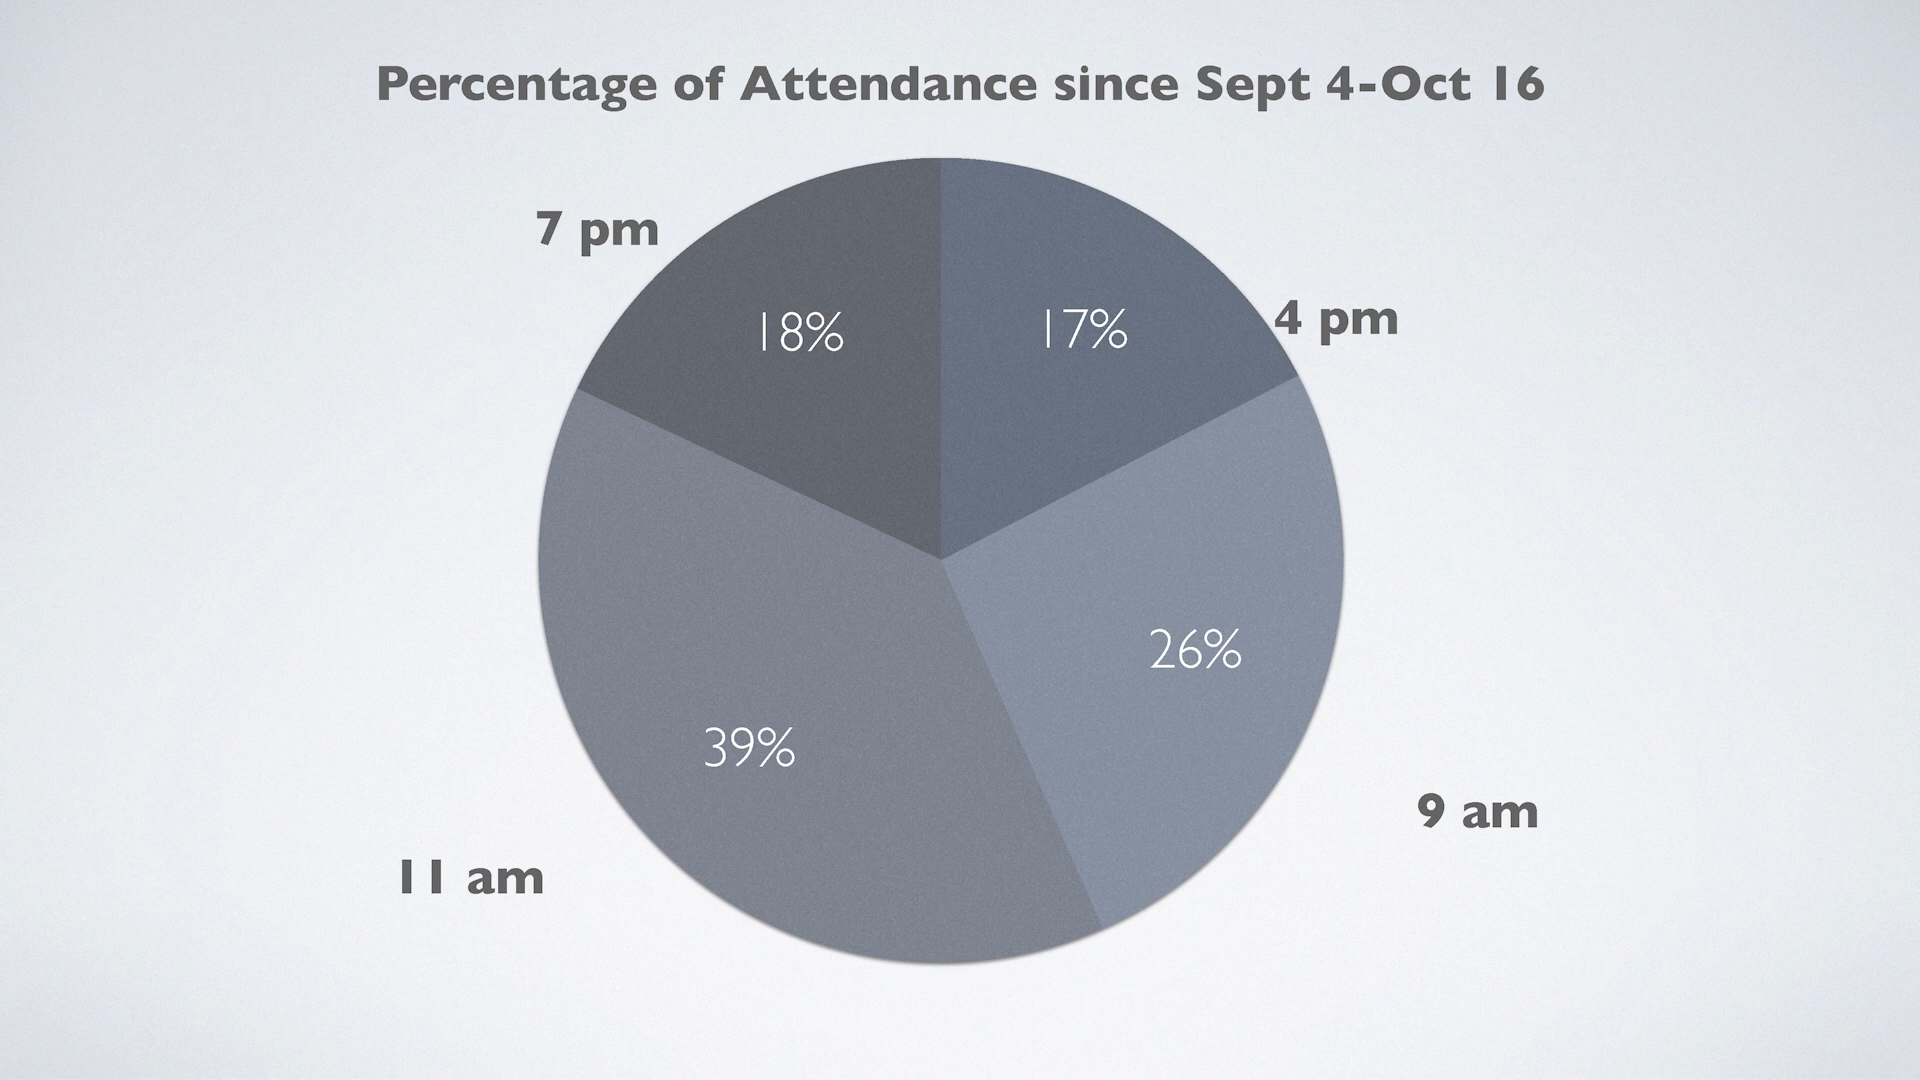 Percentage of Attendance since Sept 4-Oct 16
7 pm
4 pm
18%
17%
26%
39%
9 am
11 am